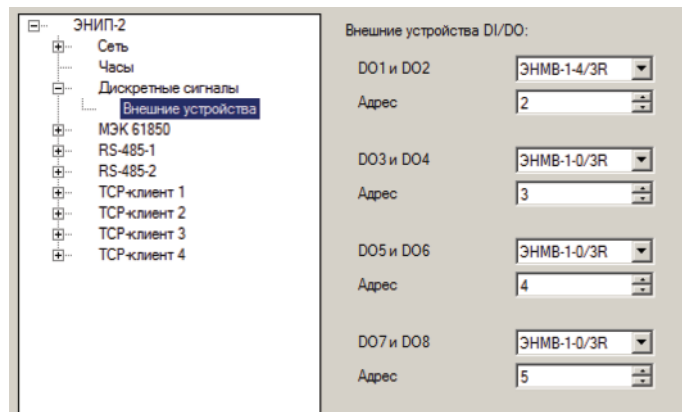 ЭНИП-2
Сеть
Часы
Дискретные сигналы
Внешние устройства
МЭК 61850
RS-485-1
RS-485-2
TCP-клиент 1
TCP-клиент 2
TCP-клиент 3
TCP-клиент 4
Внешние устройства DI/DO:
DO1 и DO2 ЭНМВ-1-4/3R
Адрес 2
DO3 и DO4 ЭНМВ-1-0/3R
Адрес 3
DO5 и DO6 ЭНМВ-1-0/3R
Адрес 4
DO7 и DO8 ЭНМВ-1-0/3R
Адрес 5